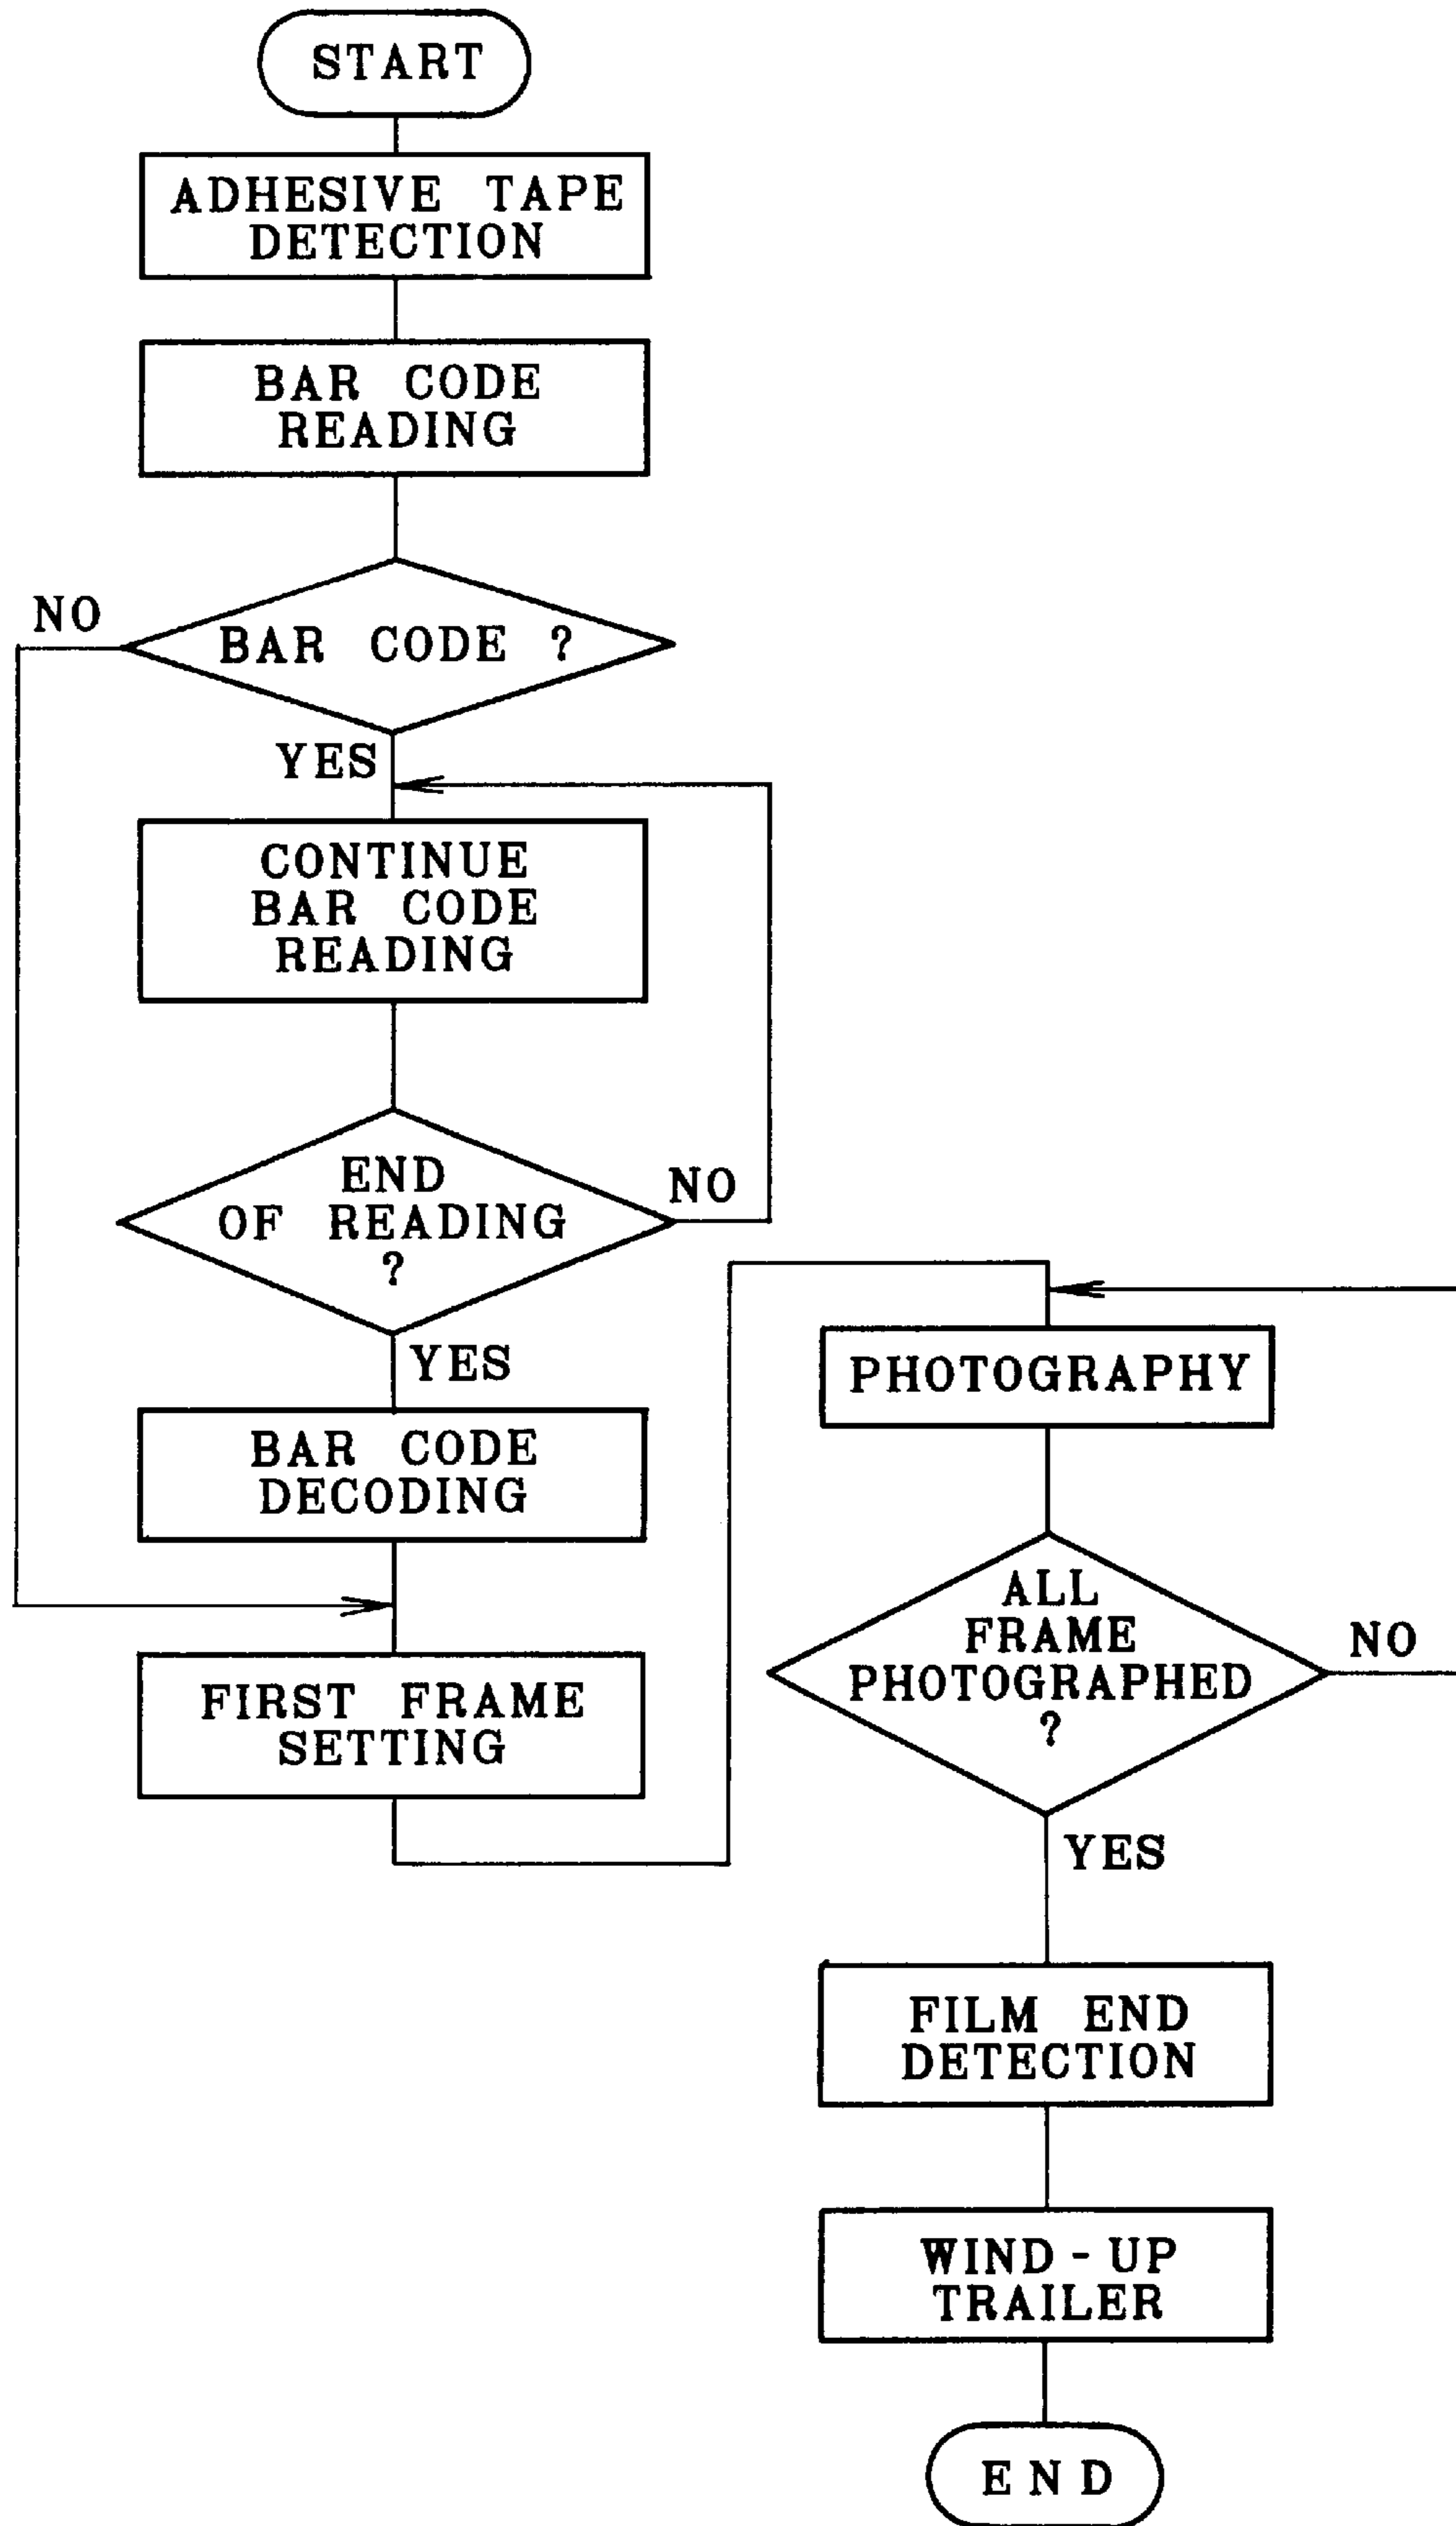 START
ADHESIVE TAPE
DETECTION
BAR CODE
READING
NO
BAR CODE ?
YES
CONTINUE
BAR CODE
READING
END
OF READING
?
NO
YES
BAR CODE
DECODING
FIRST FRAME
SETTING
PHOTOGRAPHY
ALL
FRAME
PHOTOGRAPHED
?
NO
YES
FILM END
DETECTION
WIND-UP
TRAILER
END